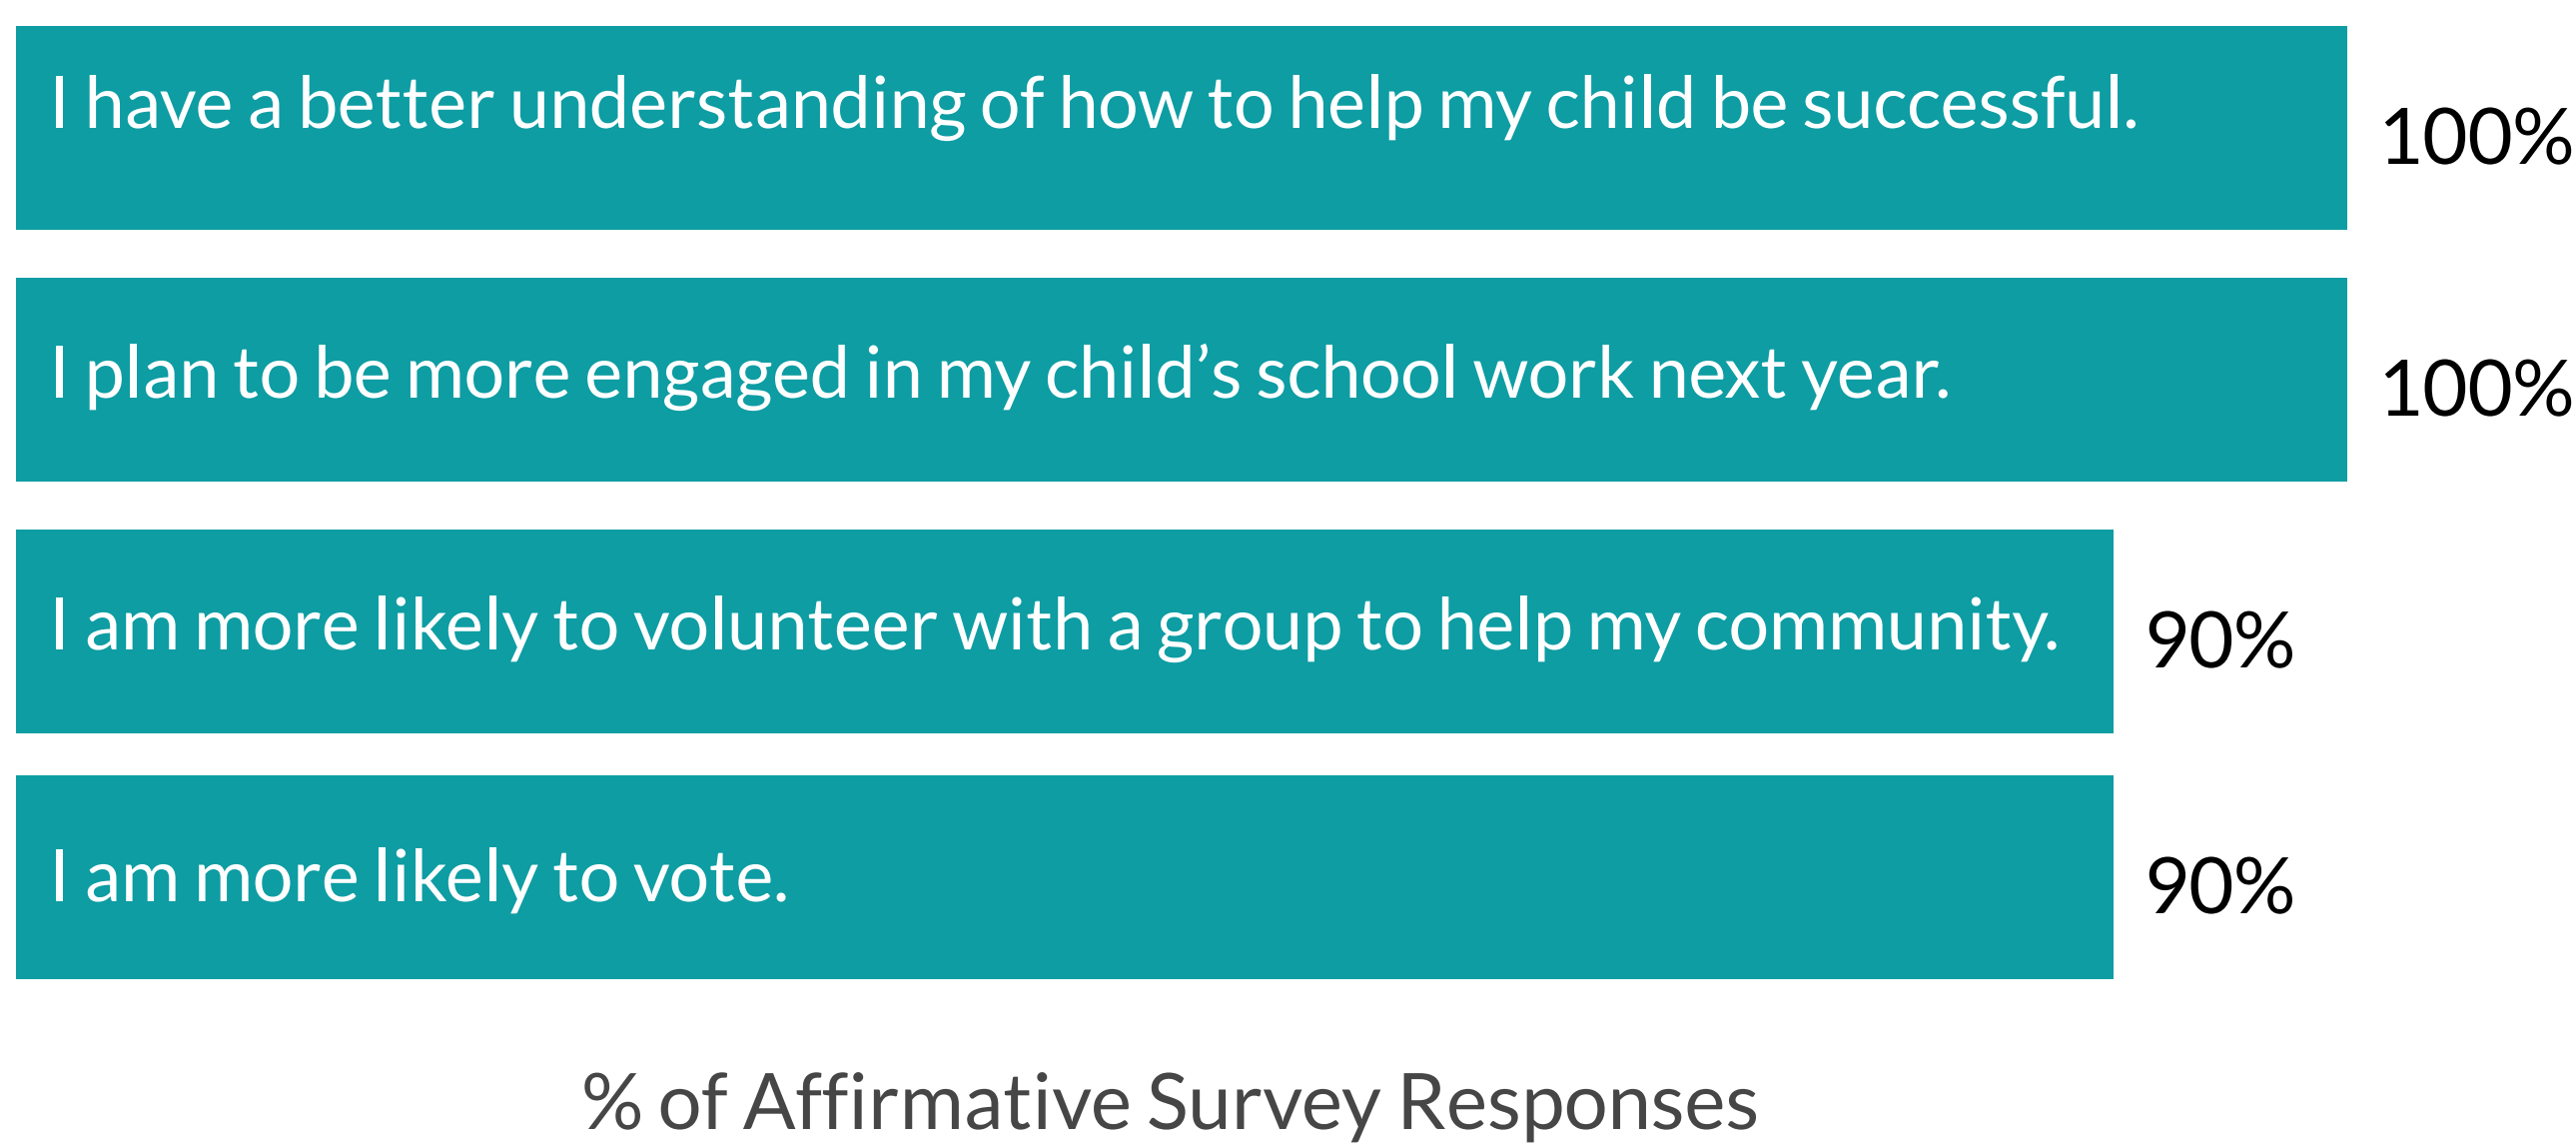 I have a better understanding of how to help my child be successful.
100%
I plan to be more engaged in my child’s school work next year.
100%
I am more likely to volunteer with a group to help my community.
90%
I am more likely to vote.
90%
% of Affirmative Survey Responses